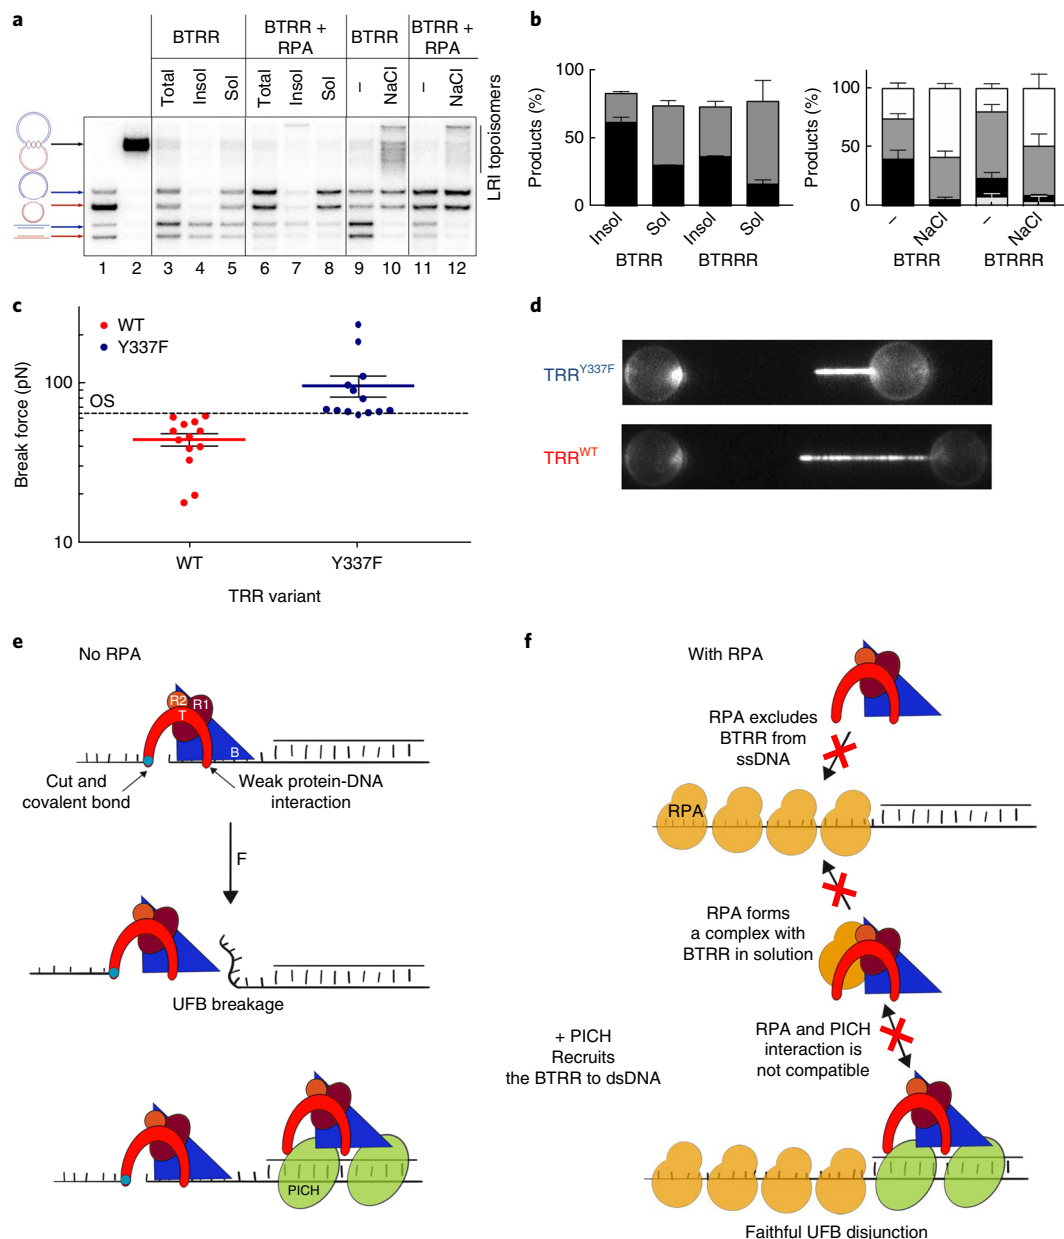 a
BTRR
BTRR +
RPA
BTRR
BTRR
+ RPA
Total
Insol
Sol
Total
Insol
Sol
–
NaCl
–
NaCl
LRI topoisomers
1 2 3 4 5 6 7 8 9 10 11 12
b
Products (%)
100
50
0
Insol
Sol
Insol
Sol
BTRR
BTRRR
Products (%)
100
50
0
–
NaCl
–
NaCl
BTRR
BTRRR
c
WT
Y337F
Break force (pN)
100
10
OS
WT
Y337F
TRR variant
d
TRRY337F
TRRWT
e
No RPA
R2
R1
T
B
Cut and
covalent bond
Weak protein-DNA
interaction
F
UFB breakage
PICH
f
With RPA
RPA excludes
BTRR from
ssDNA
RPA
RPA forms
a complex with
BTRR in solution
RPA and PICH
interaction is
not compatible
+ PICH
Recruits
the BTRR to dsDNA
Faithful UFB disjunction